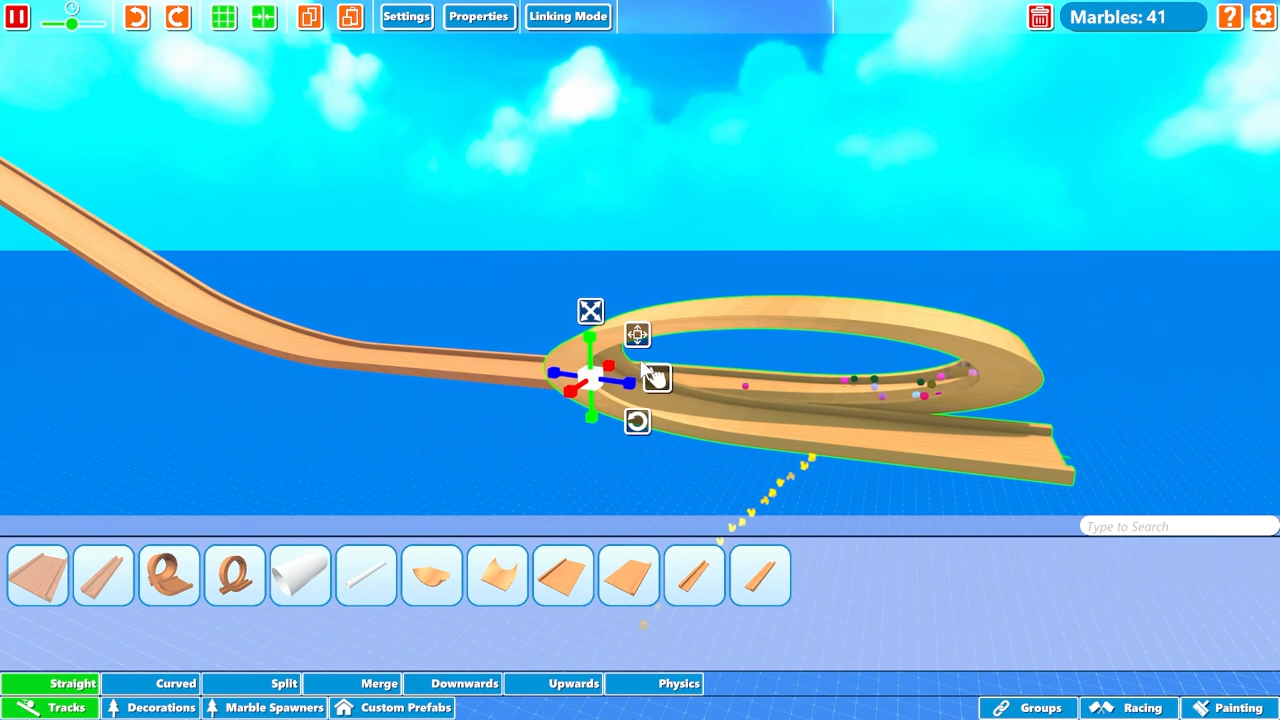 Settings
Properties
Linking Mode
Marbles: 41
?
Type to Search
Straight
Curved
Split
Merge
Downwards
Upwards
Physics
Tracks
Decorations
Marble Spawners
Custom Prefabs
Groups
Racing
Painting